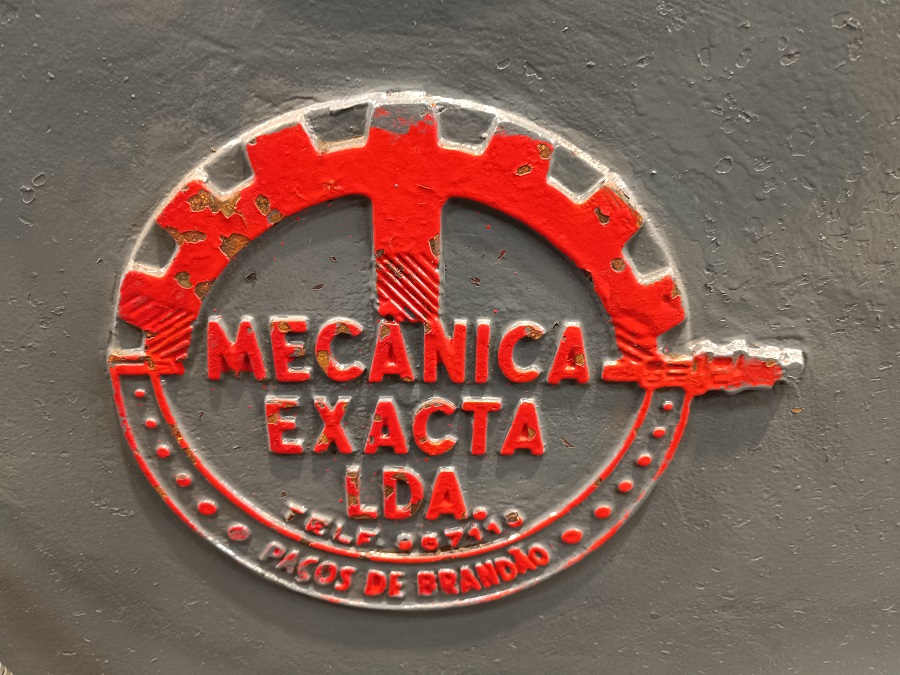 MECÂNICA
EXACTA
LDA.
TELF.
PAÇOS DE BRANDÃO